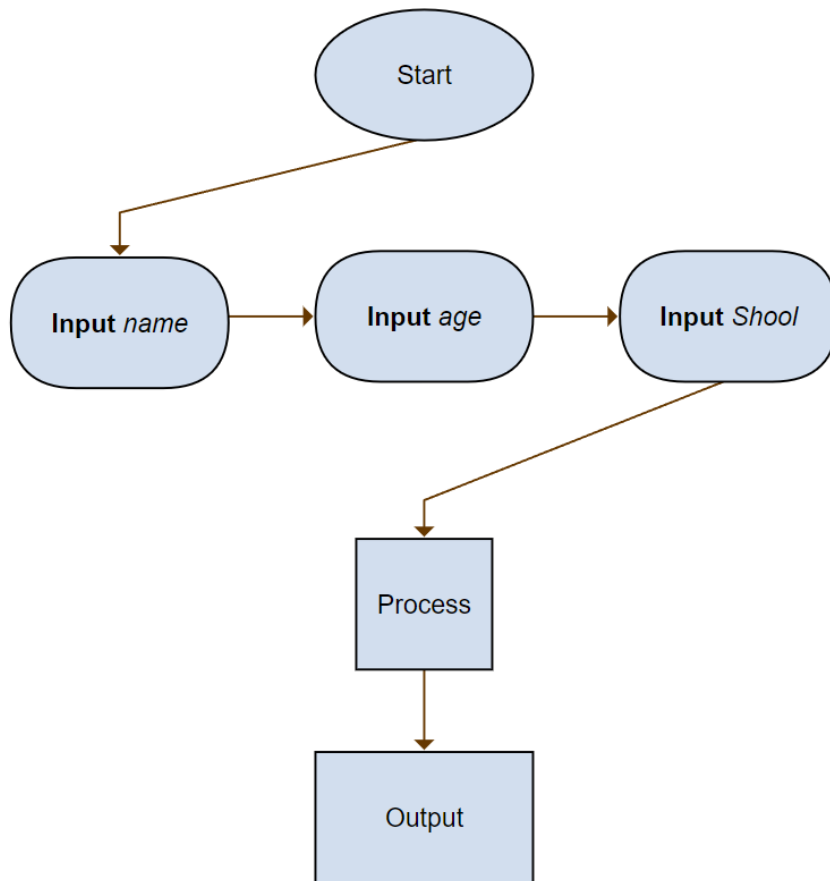 Start
Input name
Input age
Input Shool
Process
Output